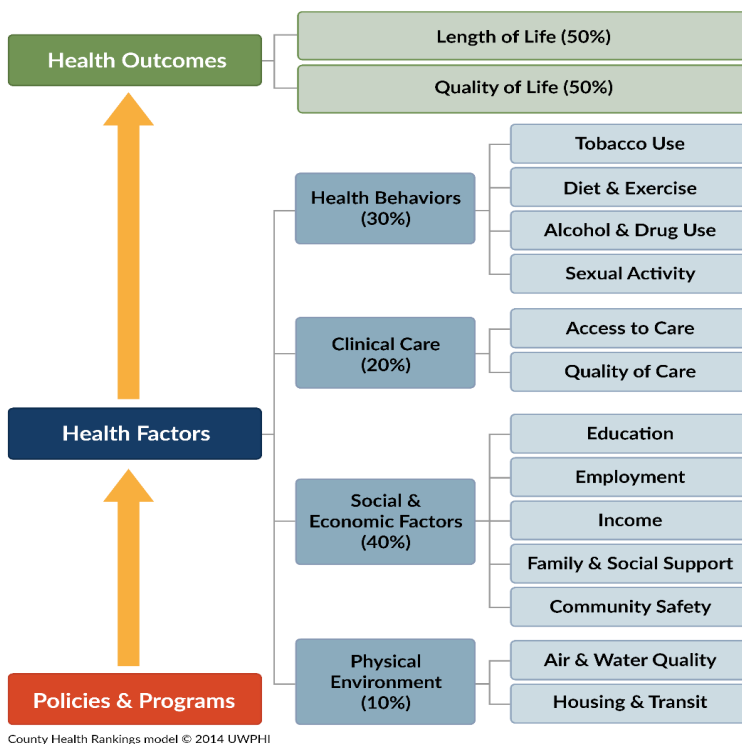 Health Outcomes
Length of Life (50%)
Quality of Life (50%)
Health Behaviors
(30%)
Tobacco Use
Diet & Exercise
Alcohol & Drug Use
Sexual Activity
Clinical Care
(20%)
Access to Care
Quality of Care
Health Factors
Social &
Economic Factors
(40%)
Education
Employment
Income
Family & Social Support
Community Safety
Physical
Environment
(10%)
Air & Water Quality
Housing & Transit
Policies & Programs
County Health Rankings model © 2014 UWPHI